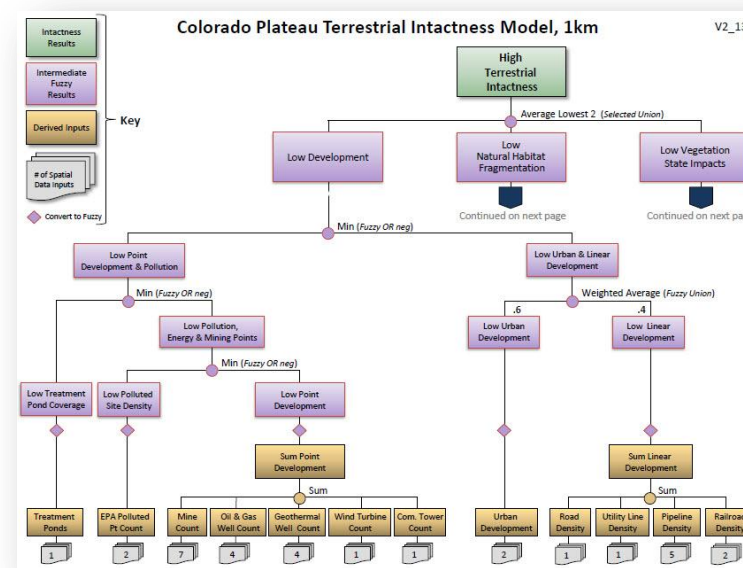 Colorado Plateau Terrestrial Intactness Model, 1km
V2_13
Intactness
Results
Intermediate
Fuzzy
Results
Derived Inputs
# of Spatial
Data Inputs
Convert to Fuzzy
Key
High
Terrestrial
Intactness
Average Lowest 2 (Selected Union)
Low Development
Low
Natural Habitat
Fragmentation
Low Vegetation
State Impacts
Continued on next page
Continued on next pa
Min (Fuzzy OR neg)
Low Point
Development & Pollution
Low Urban & Linear
Development
Min (Fuzzy OR neg)
Weighted Average (Fuzzy Union)
.6
.4
Low Pollution,
Energy & Mining Points
Low Urban
Development
Low Linear
Development
Min (Fuzzy OR neg)
Low Treatment
Pond Coverage
Low Polluted
Site Density
Low Point
Development
Sum Point
Development
Sum Linear
Development
Sum
Sum
Treatment
Ponds
EPA Polluted
Pt Count
Mine
Count
Oil & Gas
Well Count
Geothermal
Well Count
Wind Turbine
Count
Com. Tower
Count
Urban
Development
Road
Density
Utility Line
Density
Pipeline
Density
Railroad
Density
1
2
7
4
4
1
1
2
1
1
5
2